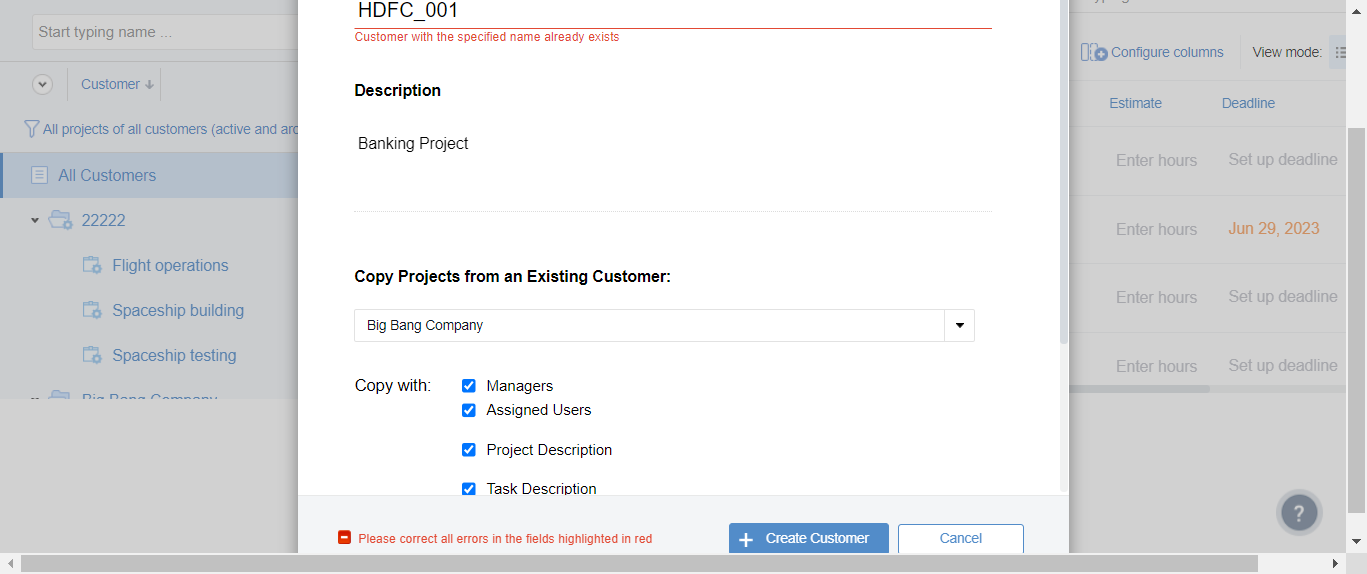 HDFC_001
Customer with the specified name already exists
Start typing name ...
Configure columns
View mode:
Customer
Description
Estimate
Deadline
All projects of all customers (active and
Banking Project
Enter hours
Set up deadline
All Customers
22222
Enter hours
Jun 29, 2023
Flight operations
Copy Projects from an Existing Customer:
Enter hours
Set up deadline
Spaceship building
Big Bang Company
Spaceship testing
Enter hours
Set up deadline
Copy with:
Managers
Big Bang Company
Assigned Users
Project Description
Task Description
Please correct all errors in the fields highlighted in red
Create Customer
Cancel
?